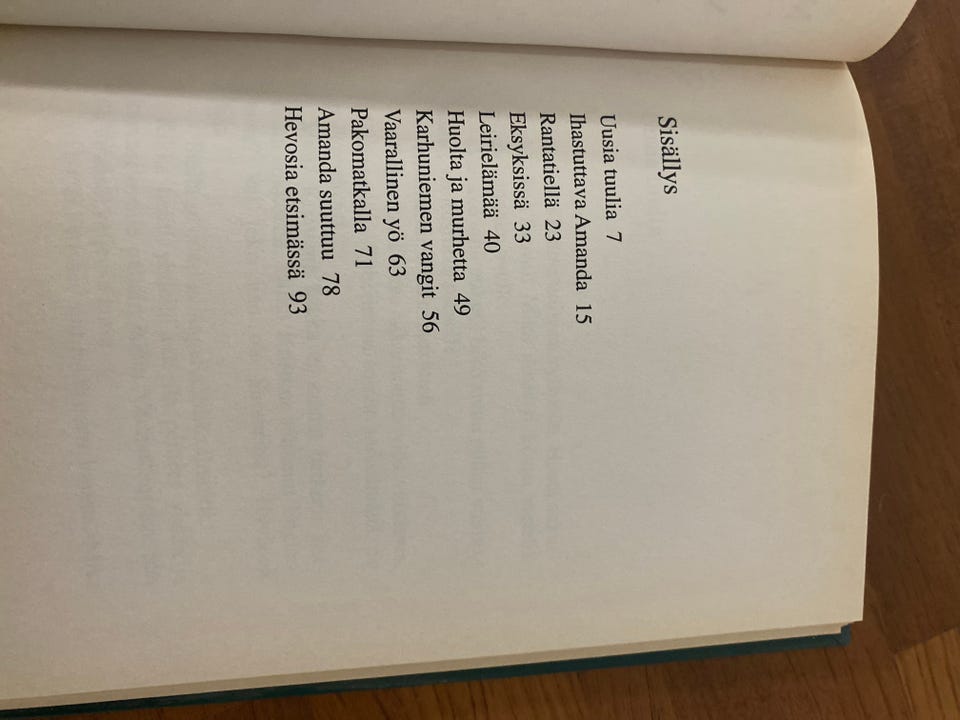 Sisällys
Uusia tuulia 7
Ihastuttava Amanda 15
Rantatiellä 23
Eksyksissä 33
Leirielämää 40
Huolta ja murhetta 49
Karhuniemen vangit 56
Vaarallinen yö 63
Pakomatkalla 71
Amanda suuttuu 78
Hevosia etsimässä 93